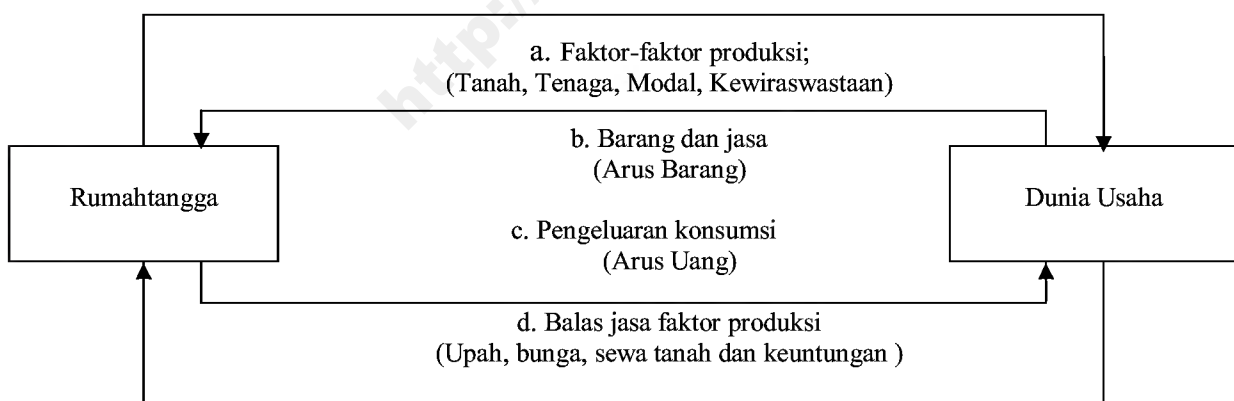 http:/
a. Faktor-faktor produksi;
(Tanah, Tenaga, Modal, Kewiraswastaan)
b. Barang dan jasa
(Arus Barang)
Rumahtangga
Dunia Usaha
c. Pengeluaran konsumsi
(Arus Uang)
d. Balas jasa faktor produksi
(Upah, bunga, sewa tanah dan keuntungan )